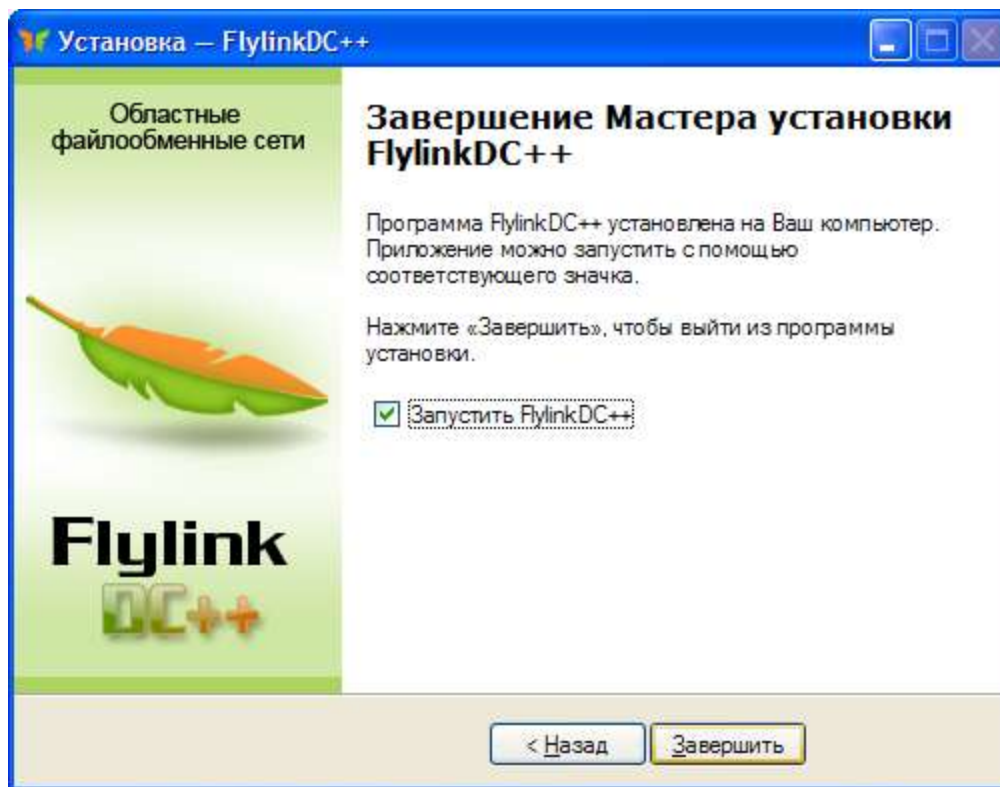 Установка — FlylinkDC++
Областные
файлообменные сети
Завершение Мастера установки
FlylinkDC++
Программа FlylinkDC++ установлена на Ваш компьютер.
Приложение можно запустить с помощью
соответствующего значка.
Нажмите «Завершить», чтобы выйти из программы
установки.
Запустить FlylinkDC++
Flylink
DC++
< Назад
Завершить